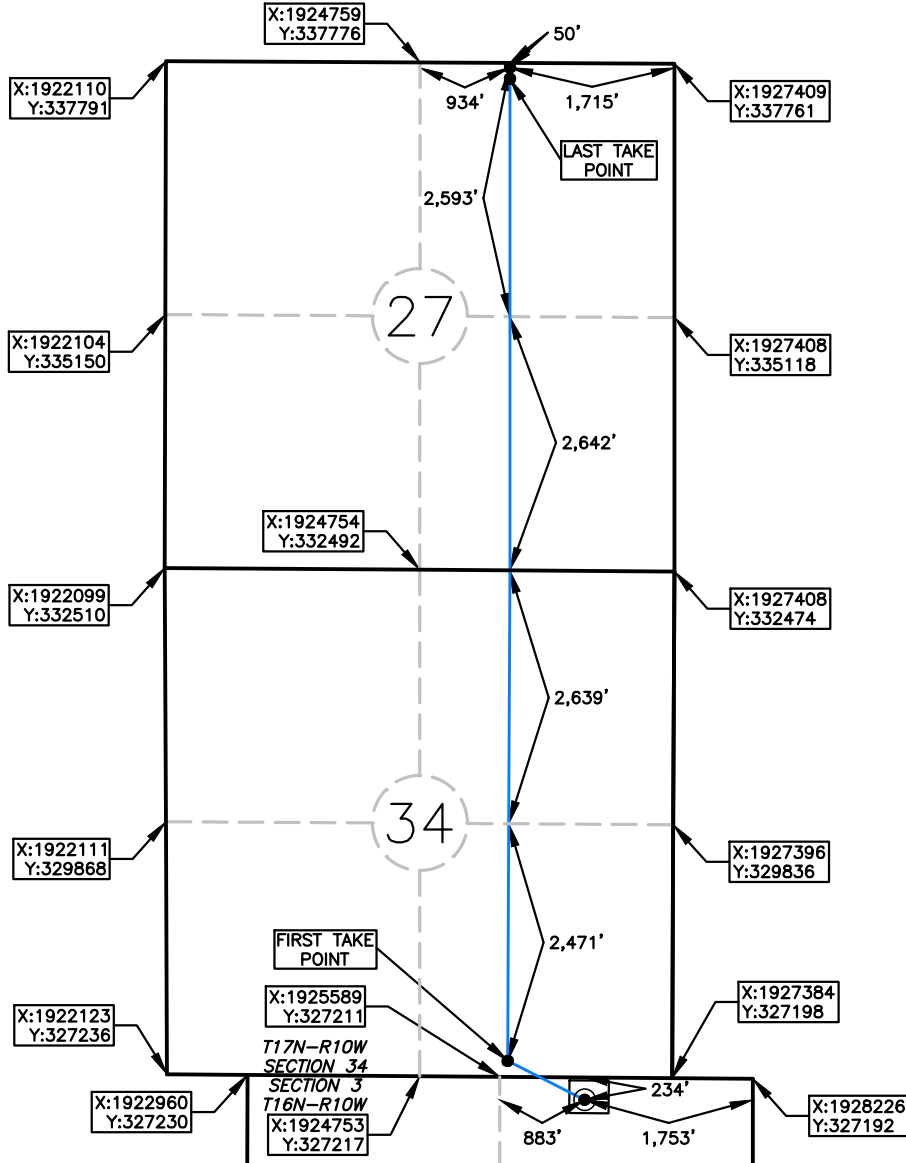 X:1924759
Y:337776
50'
X:1922110
Y:337791
934'
1,715'
X:1927409
Y:337761
LAST TAKE
POINT
2,593'
27
X:1922104
Y:335150
X:1927408
Y:335118
2,642'
X:1924754
Y:332492
X:1922099
Y:332510
X:1927408
Y:332474
2,639'
34
X:1922111
Y:329868
X:1927396
Y:329836
FIRST TAKE
POINT
2,471'
X:1925589
Y:327211
X:1922123
Y:327236
X:1927384
Y:327198
T17N-R10W
SECTION 34
SECTION 3
T16N-R10W
234'
X:1922960
Y:327230
X:1924753
Y:327217
883'
1,753'
X:1928226
Y:327192